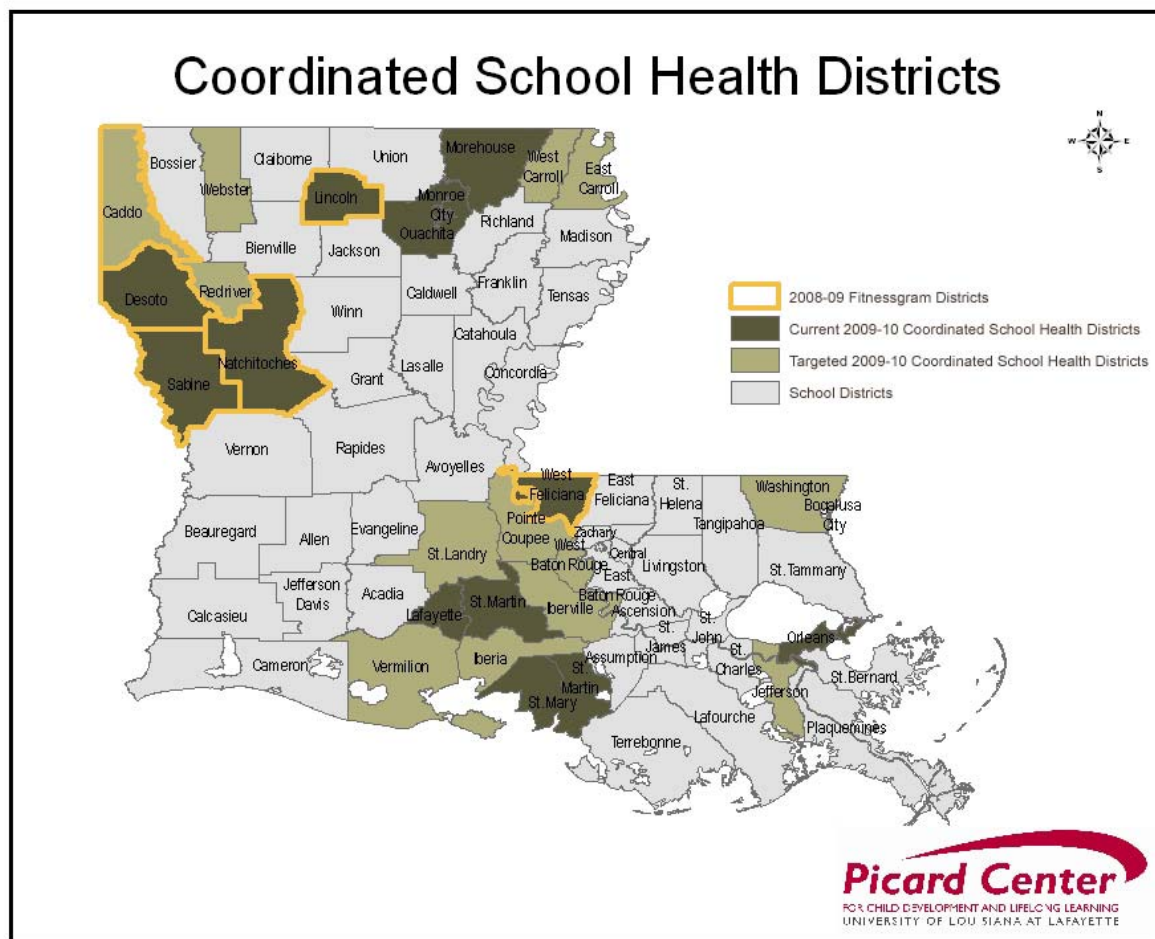 Coordinated School Health Districts
N
W E
S
Bossier
Claiborne
Union
Morehouse
West
Carroll
East
Carroll
Webster
Caddo
Lincoln
Monroe
City
Ouachita
Richland
Madison
Bienville
Jackson
Desoto
Redriver
Winn
Caldwell
Franklin
Tensas
Catahoula
Natchitoches
Sabine
Grant
Lasalle
Concordia
Vernon
Rapides
Avoyelles
2008-09 Fitnessgram Districts
Current 2009-10 Coordinated School Health Districts
Targeted 2009-10 Coordinated School Health Districts
School Districts
West
Feliciana
East
Feliciana
St.
Helena
Tangipahoa
Washington
Bogalusa
City
Beauregard
Allen
Evangeline
Pointe
Coupee
Zachary
Central
West
Baton Rouge
East
Baton Rouge
Livingston
St.Tammany
St.Landry
Calcasieu
Jefferson
Davis
Acadia
Lafayette
St.Martin
Iberville
Ascension
St.
James
St.
John
Orleans
Cameron
Vermilion
Iberia
Assumption
St.
Martin
St.Mary
St.
Charles
Jefferson
St.Bernard
Plaquemines
Lafourche
Terrebonne
Picard Center
FOR CHILD DEVELOPMENT AND LIFELONG LEARNING
UNIVERSITY OF LOU SIANA AT LAFAYETTE